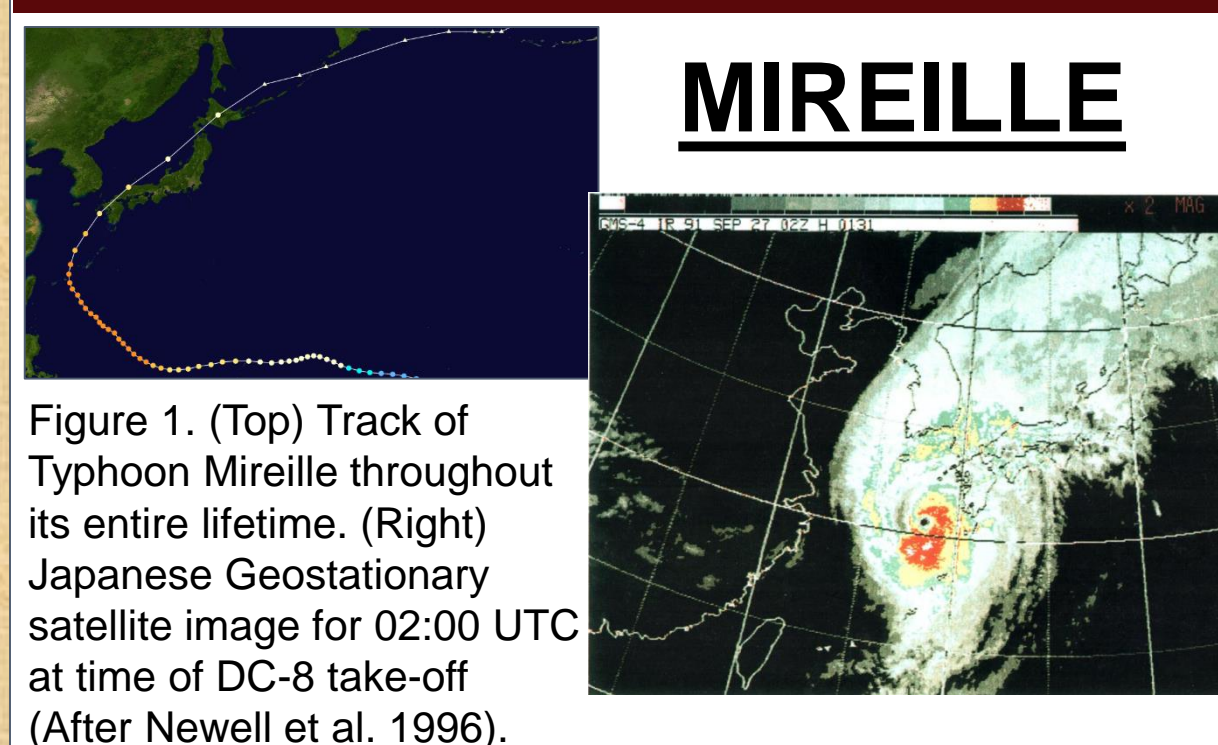 MIREILLE
× 2 MAG
GMS-4 IR 91 SEP 27 02Z H 0131
Figure 1. (Top) Track of
Typhoon Mireille throughout
its entire lifetime. (Right)
Japanese Geostationary
satellite image for 02:00 UTC
at time of DC-8 take-off
(After Newell et al. 1996).